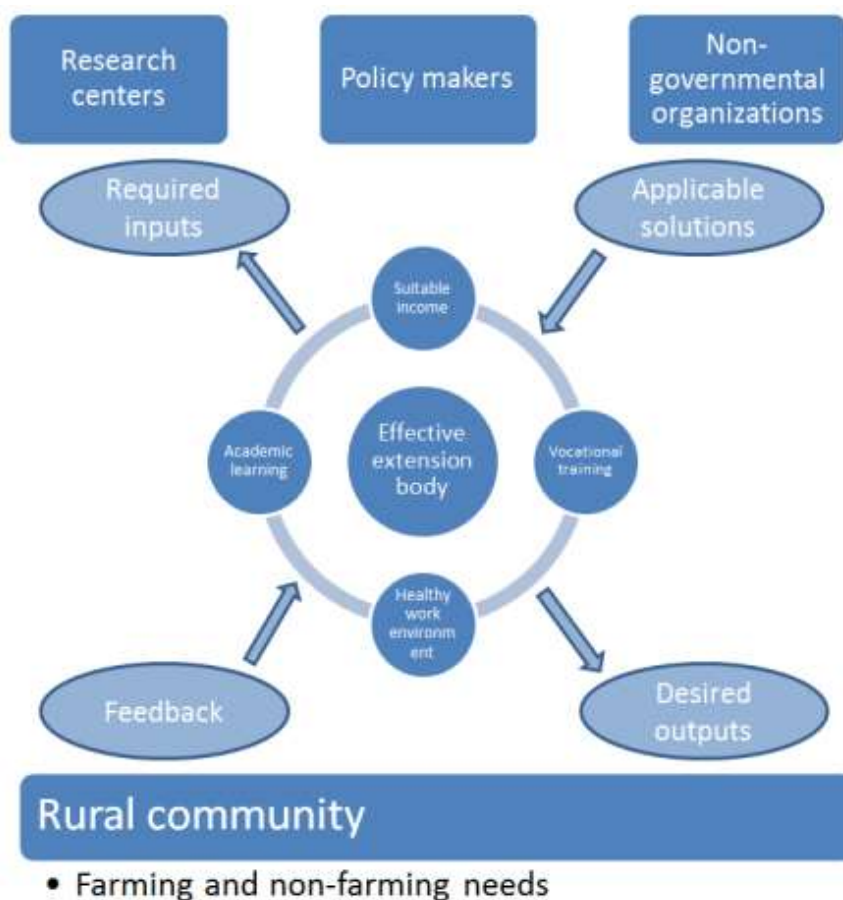 Research
centers
Policy makers
Non-
governmental
organizations
Required
inputs
Applicable
solutions
Suitable
income
Academic
learning
Effective
extension
body
Vocational
training
Healthy
work
environm
ent
Feedback
Desired
outputs
Rural community
• Farming and non-farming needs